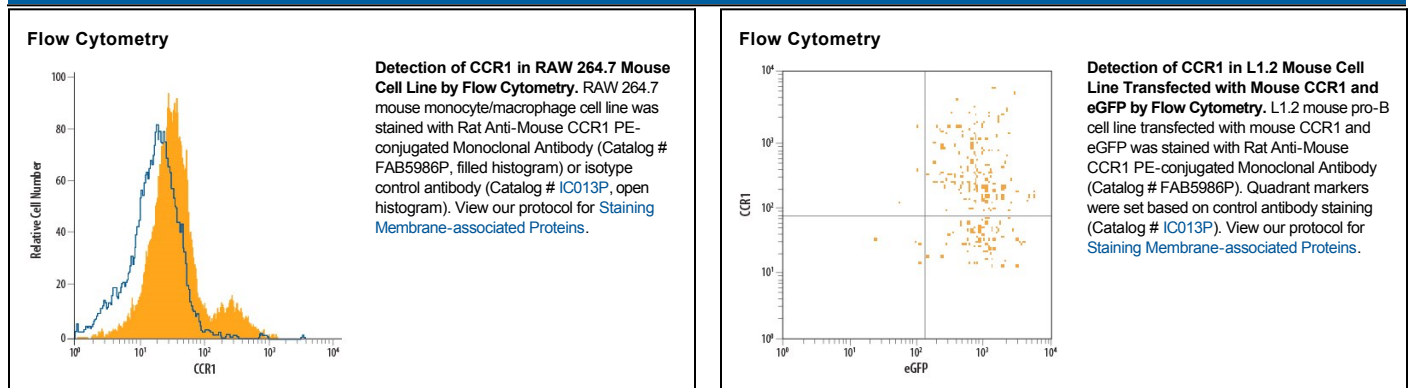 Flow Cytometry
100
80
60
40
20
0
Relative Cell Number
10⁰ 10¹ 10² 10³ 10⁴
CCR1
Detection of CCR1 in RAW 264.7 Mouse
Cell Line by Flow Cytometry. RAW 264.7
mouse monocyte/macrophage cell line was
stained with Rat Anti-Mouse CCR1 PE-
conjugated Monoclonal Antibody (Catalog #
FAB5986P, filled histogram) or isotype
control antibody (Catalog # IC013P, open
histogram). View our protocol for Staining
Membrane-associated Proteins.
Flow Cytometry
10⁴
10³
10²
10¹
10⁰
CCR1
10⁰ 10¹ 10² 10³ 10⁴
eGFP
Detection of CCR1 in L1.2 Mouse Cell
Line Transfected with Mouse CCR1 and
eGFP by Flow Cytometry. L1.2 mouse pro-B
cell line transfected with mouse CCR1 and
eGFP was stained with Rat Anti-Mouse
CCR1 PE-conjugated Monoclonal Antibody
(Catalog # FAB5986P). Quadrant markers
were set based on control antibody staining
(Catalog # IC013P). View our protocol for
Staining Membrane-associated Proteins.